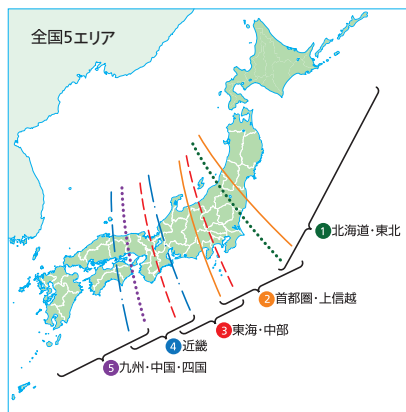 全国5エリア
1北海道・東北
2首都圏・上信越
3東海・中部
4近畿
5九州・中国・四国